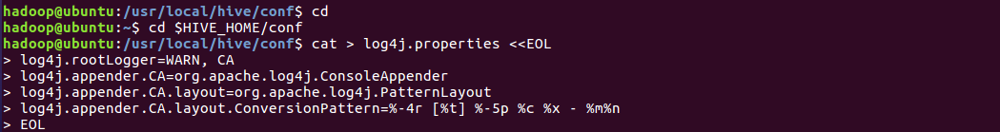 hadoop@ubuntu:/usr/local/hive/conf$ cd
hadoop@ubuntu:~$ cd $HIVE_HOME/conf
hadoop@ubuntu:/usr/local/hive/conf$ cat > log4j.properties <<EOL
> log4j.rootLogger=WARN, CA
> log4j.appender.CA=org.apache.log4j.ConsoleAppender
> log4j.appender.CA.layout=org.apache.log4j.PatternLayout
> log4j.appender.CA.layout.ConversionPattern=%-4r [%t] %-5p %c %x - %m%n
> EOL